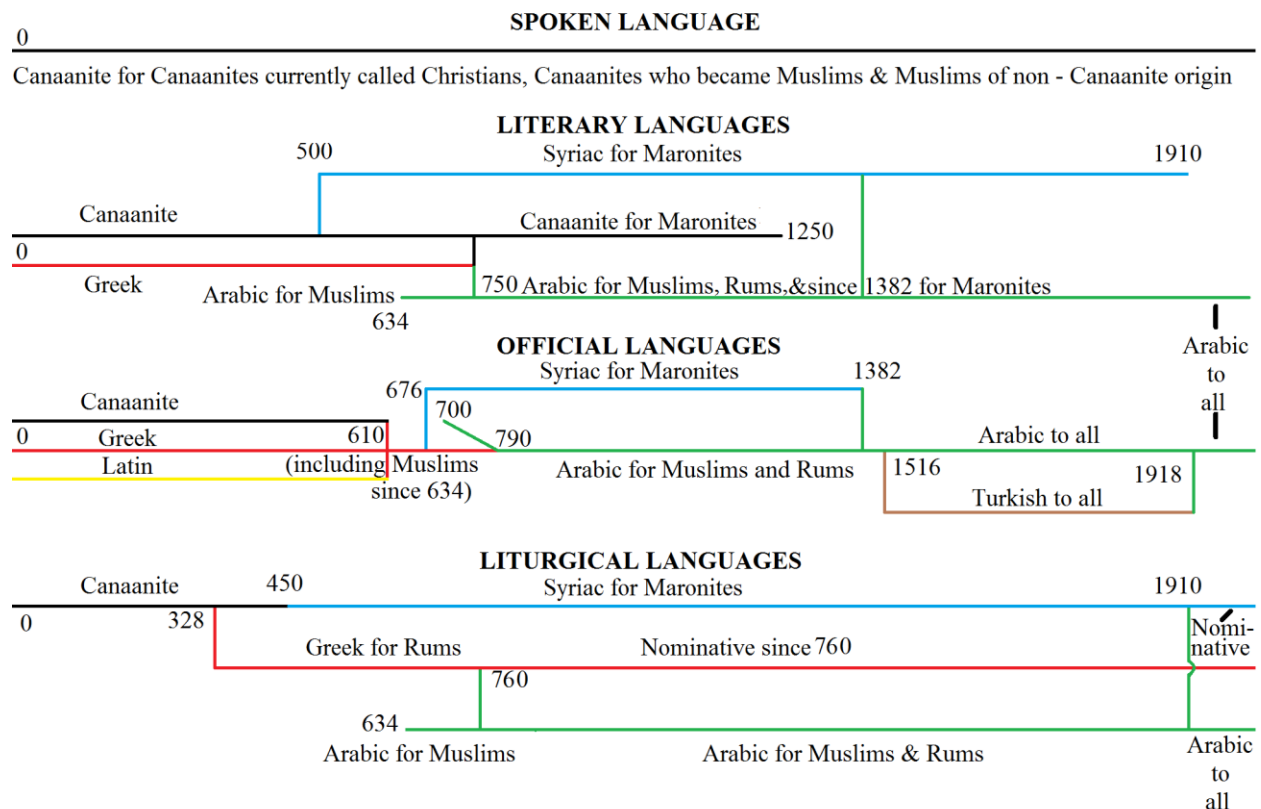 SPOKEN LANGUAGE
0
Canaanite for Canaanites currently called Christians, Canaanites who became Muslims & Muslims of non - Canaanite origin
LITERARY LANGUAGES
500
Syriac for Maronites
1910
Canaanite
Canaanite for Maronites
1250
0
Greek
Arabic for Muslims
750
Arabic for Muslims, Rums,&since
1382 for Maronites
634
Arabic
to
all
OFFICIAL LANGUAGES
676
Syriac for Maronites
1382
Canaanite
700
0
Greek
610
790
Arabic to all
Latin
(including Muslims
since 634)
Arabic for Muslims and Rums
1516
1918
Turkish to all
LITURGICAL LANGUAGES
Canaanite
450
Syriac for Maronites
1910
0
328
Nomi-
native
Greek for Rums
Nominative since 760
760
634
Arabic for Muslims
Arabic for Muslims & Rums
Arabic
to
all